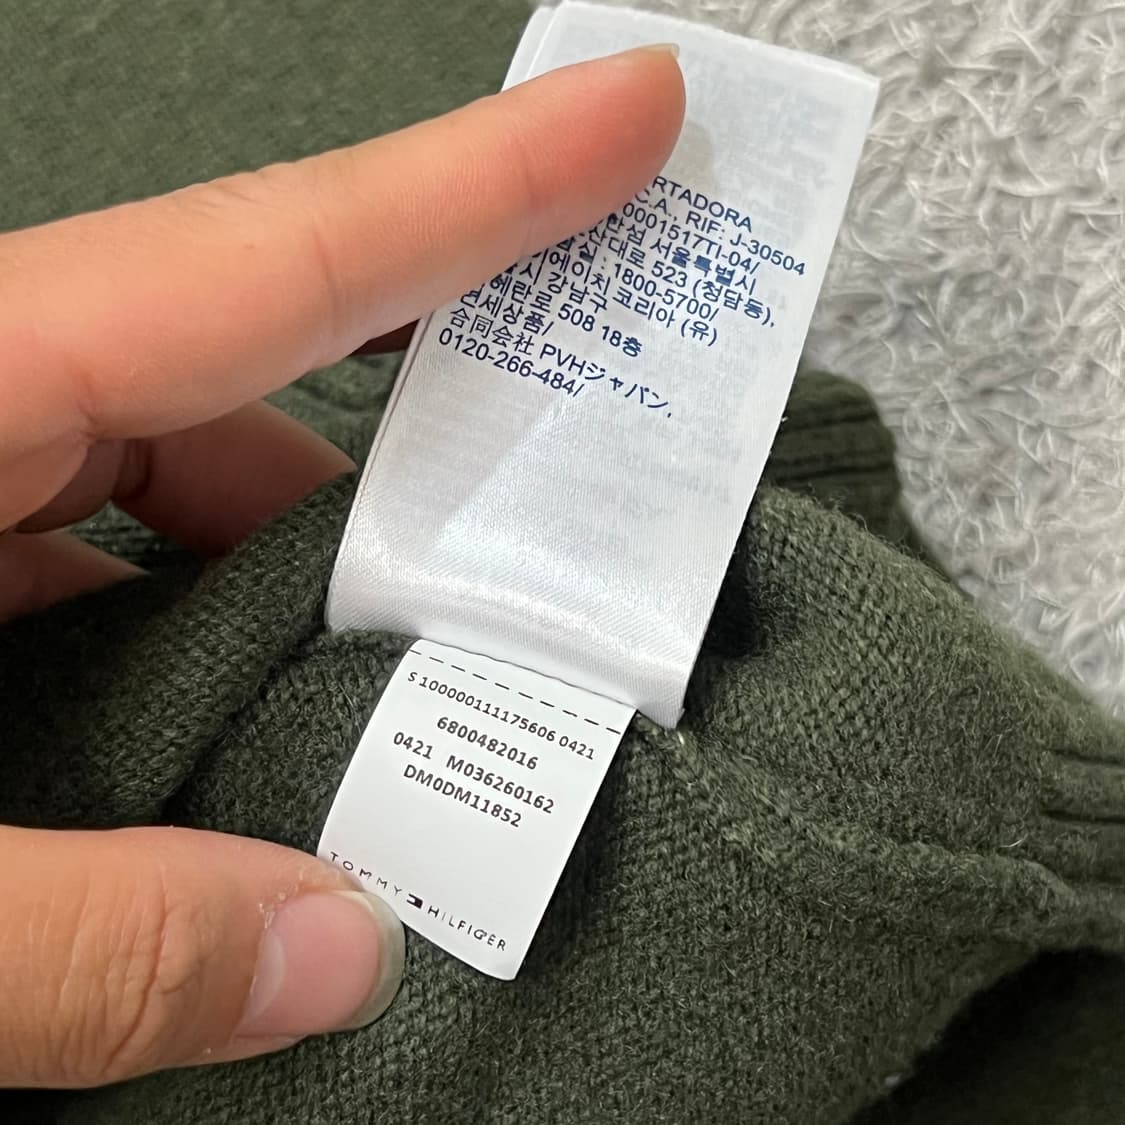 RTADORA
C.A., RIF: J-30504
0001517TI-04/
서울특별시
대로 523 (청담동),
에이치 : 1800-5700/
시 강남구 코리아 (유)
헤란로 508 18층
면세상품/
合同会社 PVHジャパン,
0120-266-484/
S 10000011175606 0421
6800482016
0421 M036260162
DM0DM11852
TOMMY HILFIGER